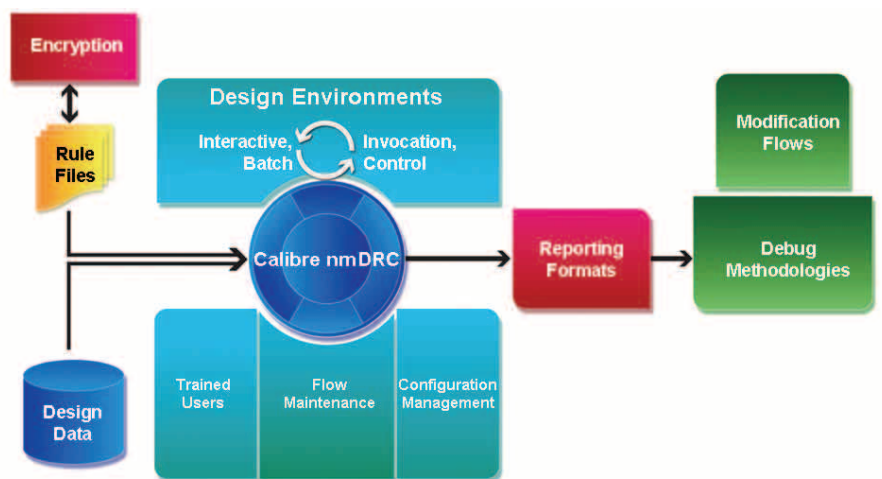 Encryption
Rule
Files
Design Environments
Interactive,
Batch
Invocation,
Control
Calibre nmDRC
Reporting
Formats
Modification
Flows
Debug
Methodologies
Design
Data
Trained
Users
Flow
Maintenance
Configuration
Management